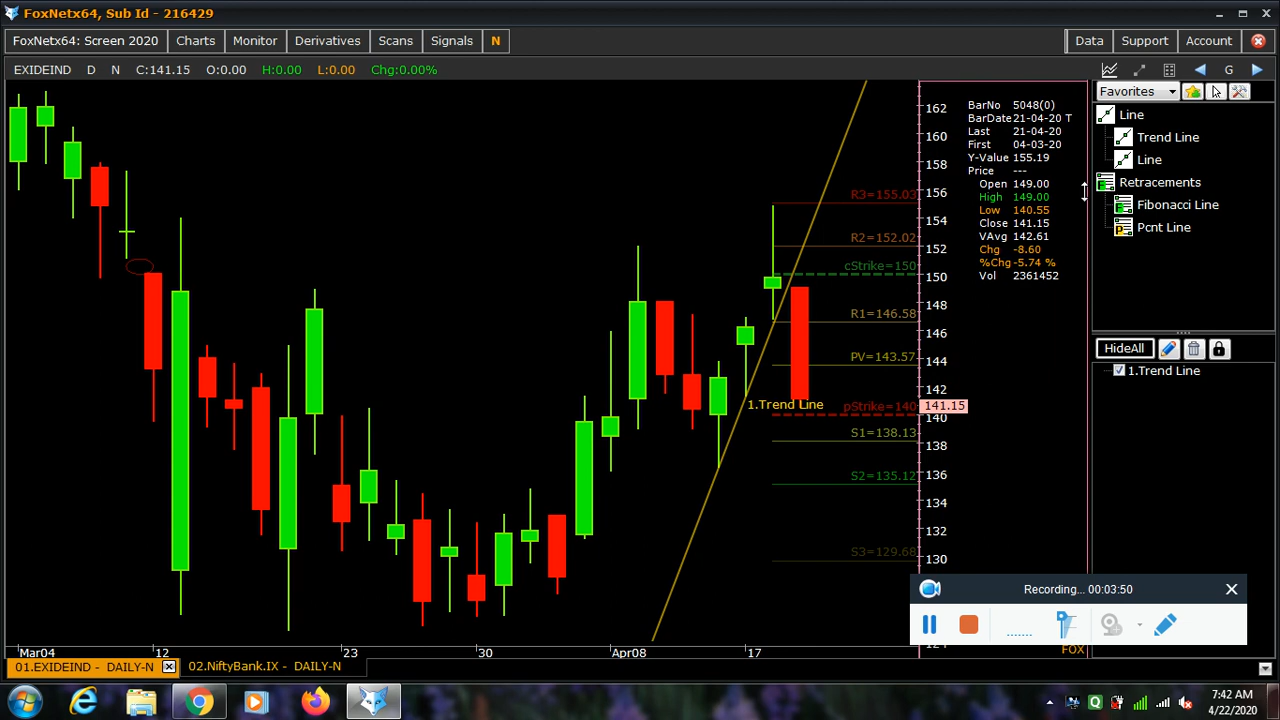 FoxNetx64, Sub Id - 216429
FoxNetx64: Screen 2020 Charts Monitor Derivatives Scans Signals N Data Support Account
EXIDEIND D N C:141.15 O:0.00 H:0.00 L:0.00 Chg:0.00% G
Favorites
Line
Trend Line
Line
Retracements
Fibonacci Line
Pcnt Line
HideAll
1.Trend Line
BarNo 5048(0)
BarDate 21-04-20 T
Last 21-04-20
First 04-03-20
Y-Value 155.19
Price ---
Open 149.00
High 149.00
Low 140.55
Close 141.15
VAvg 142.61
Chg -8.60
%Chg -5.74 %
Vol 2361452
162
160
158
156
154
152
150
148
146
144
142
141.15
140
138
136
134
132
130
R3=155.03
R2=152.02
cStrike=150
R1=146.58
PV=143.57
1.Trend Line
pStrike=140
S1=138.13
S2=135.12
S3=129.68
Recording... 00:03:50
Mar04 12 23 30 Apr08 17
FOX
01.EXIDEIND - DAILY-N 02.NiftyBank.IX - DAILY-N
7:42 AM
4/22/2020